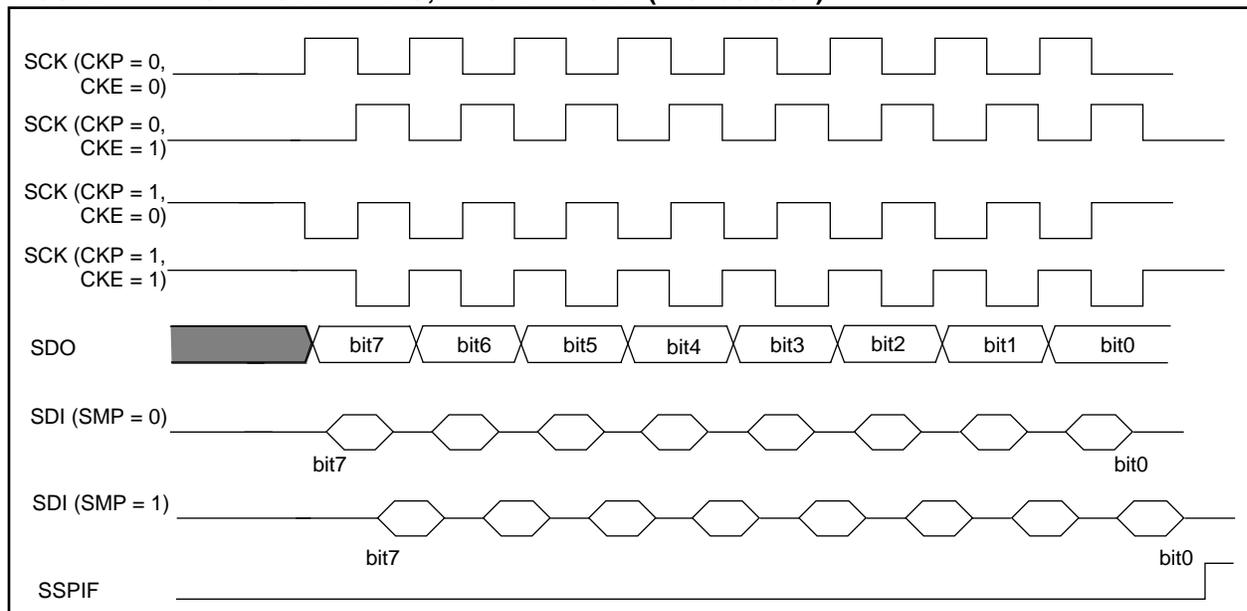 SCK (CKP = 0,
CKE = 0)
SCK (CKP = 0,
CKE = 1)
SCK (CKP = 1,
CKE = 0)
SCK (CKP = 1,
CKE = 1)
SDO
bit7 bit6 bit5 bit4 bit3 bit2 bit1 bit0
SDI (SMP = 0)
bit7 bit0
SDI (SMP = 1)
bit7 bit0
SSPIF